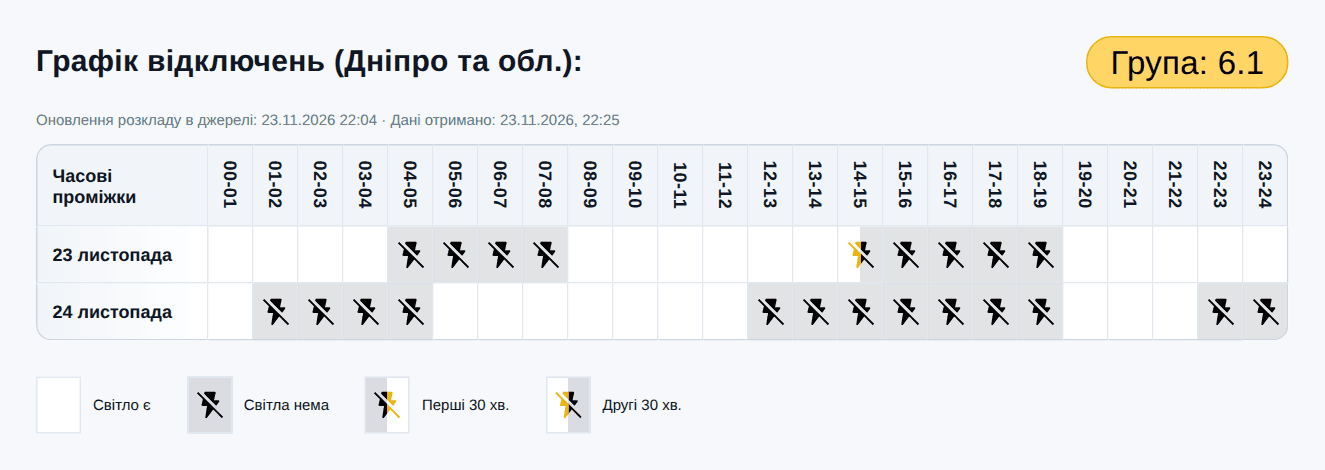 Графік відключень (Дніпро та обл.):
Група: 6.1
Оновлення розкладу в джерелі: 23.11.2026 22:04 · Дані отримано: 23.11.2026, 22:25
Часові
проміжки
00-01
01-02
02-03
03-04
04-05
05-06
06-07
07-08
08-09
09-10
10-11
11-12
12-13
13-14
14-15
15-16
16-17
17-18
18-19
19-20
20-21
21-22
22-23
23-24
23 листопада
24 листопада
Світло є
Світла нема
Перші 30 хв.
Другі 30 хв.